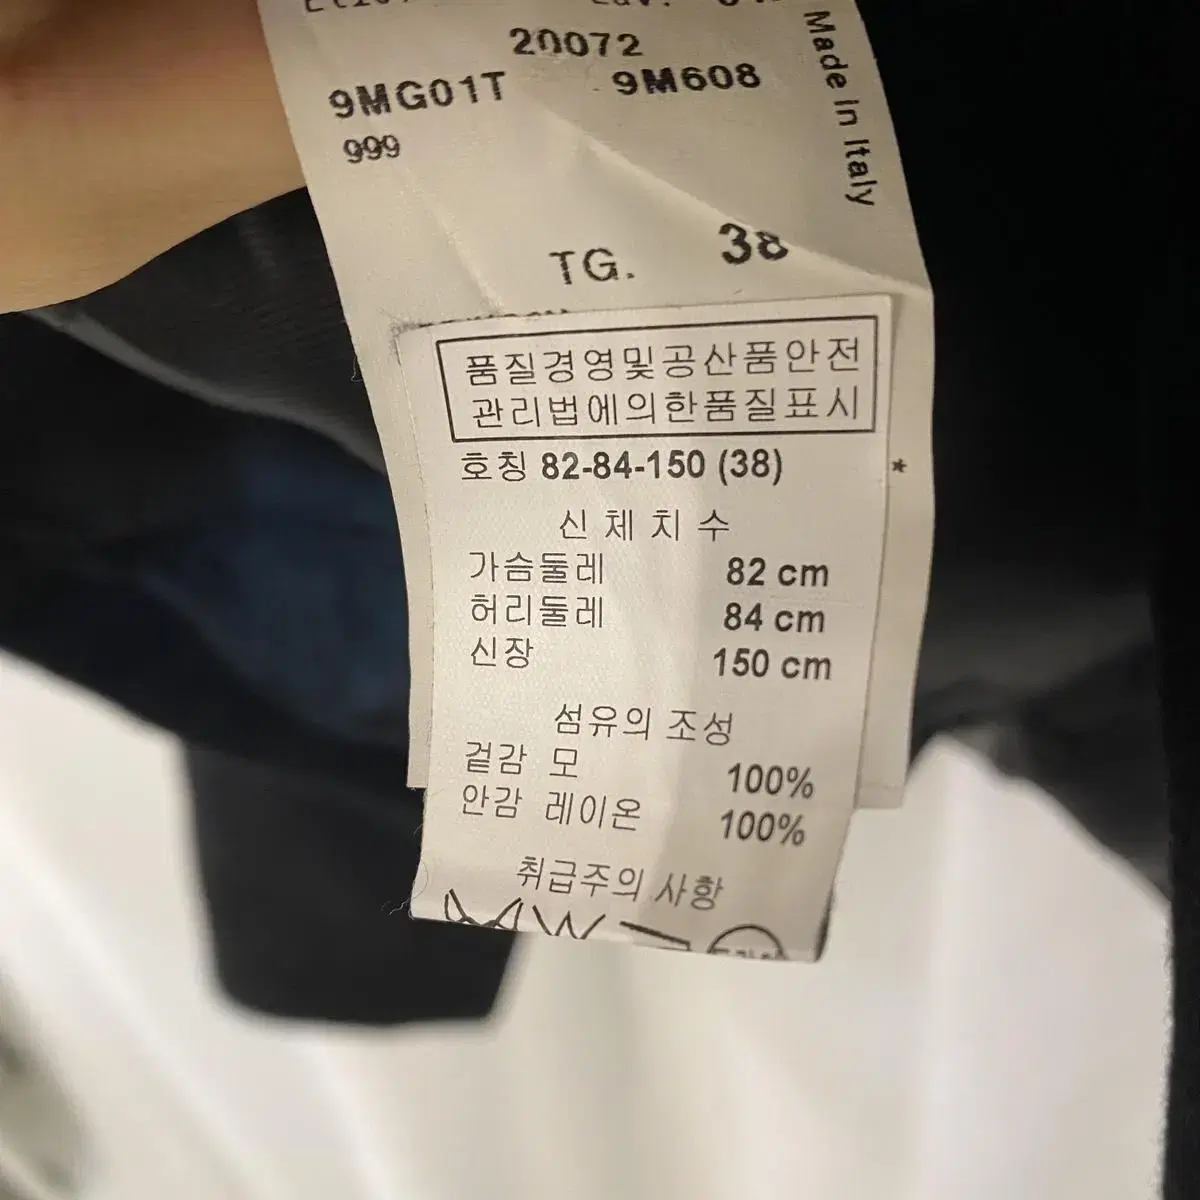 20072
9MG01T 9M608
999
Made in Italy
TG. 38
품질경영및공산품안전
관리법에의한품질표시
호칭 82-84-150 (38)
*
신 체 치 수
가슴둘레 82 cm
허리둘레 84 cm
신장 150 cm
섬유의 조성
겉감 모 100%
안감 레이온 100%
취급주의 사항